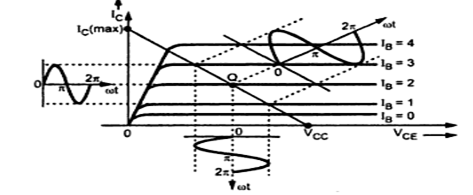 I_C
I_C(max)
2π ωt
I_B = 4
π
0
I_B = 3
0 π 2π ωt
Q
I_B = 2
I_B = 1
I_B = 0
0
V_CC
V_CE
0
π
2π
ωt